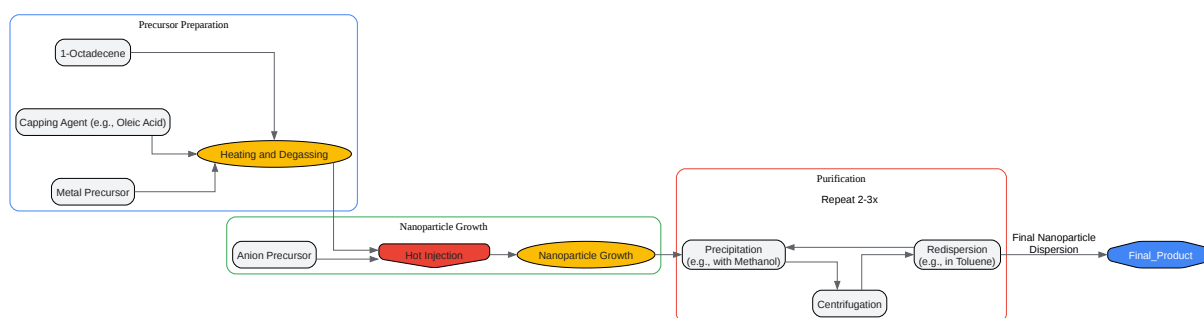 Precursor Preparation
1-Octadecene
Capping Agent (e.g., Oleic Acid)
Heating and Degassing
Metal Precursor
Nanoparticle Growth
Anion Precursor
Hot Injection
Nanoparticle Growth
Purification
Repeat 2-3x
Precipitation
(e.g., with Methanol)
Centrifugation
Redispersion
(e.g., in Toluene)
Final Nanoparticle
Dispersion
Final_Product